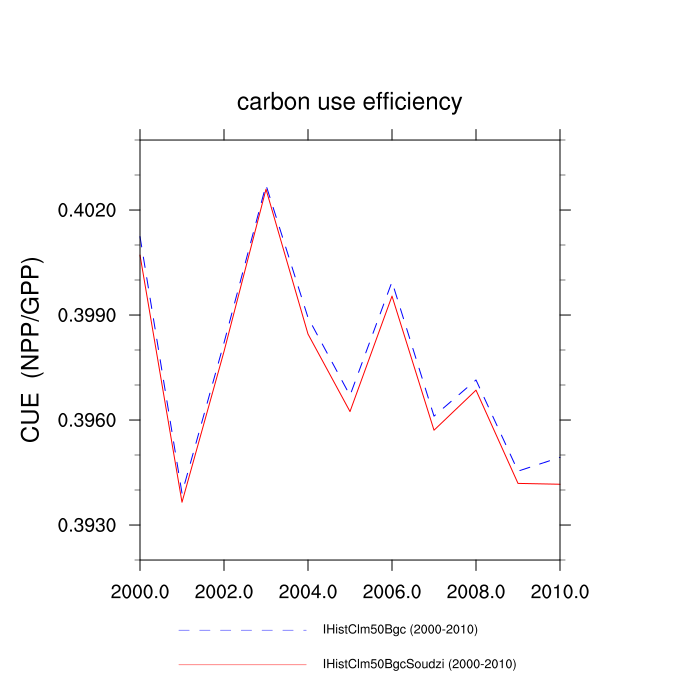 carbon use efficiency
CUE (NPP/GPP)
0.4020
0.3990
0.3960
0.3930
2000.0 2002.0 2004.0 2006.0 2008.0 2010.0
IHistClm50Bgc (2000-2010)
IHistClm50BgcSoudzi (2000-2010)